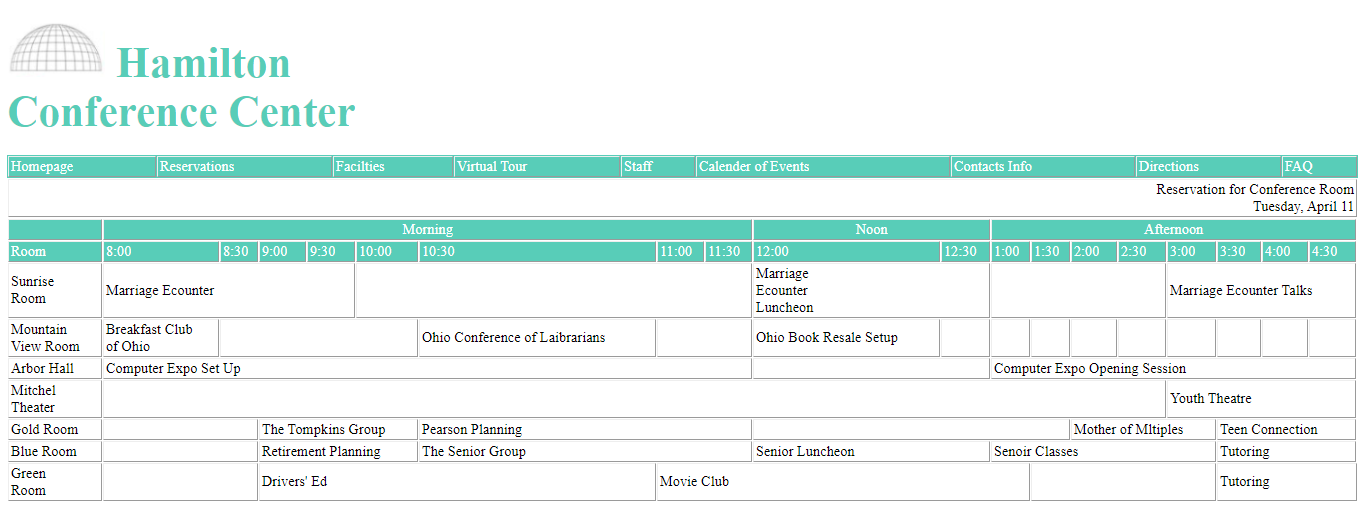 Hamilton
Conference Center
Homepage Reservations Facilties Virtual Tour Staff Calender of Events Contacts Info Directions FAQ
Reservation for Conference Room
Tuesday, April 11
Morning Noon Afternoon
Room 8:00 8:30 9:00 9:30 10:00 10:30 11:00 11:30 12:00 12:30 1:00 1:30 2:00 2:30 3:00 3:30 4:00 4:30
Sunrise
Room
Marriage Ecounter
Marriage
Ecounter
Luncheon
Marriage Ecounter Talks
Mountain
View Room
Breakfast Club
of Ohio
Ohio Conference of Laibrarians
Ohio Book Resale Setup
Arbor Hall Computer Expo Set Up Computer Expo Opening Session
Mitchel
Theater
Youth Theatre
Gold Room The Tompkins Group Pearson Planning Mother of Mltiples Teen Connection
Blue Room Retirement Planning The Senior Group Senior Luncheon Senoir Classes Tutoring
Green
Room
Drivers' Ed Movie Club Tutoring